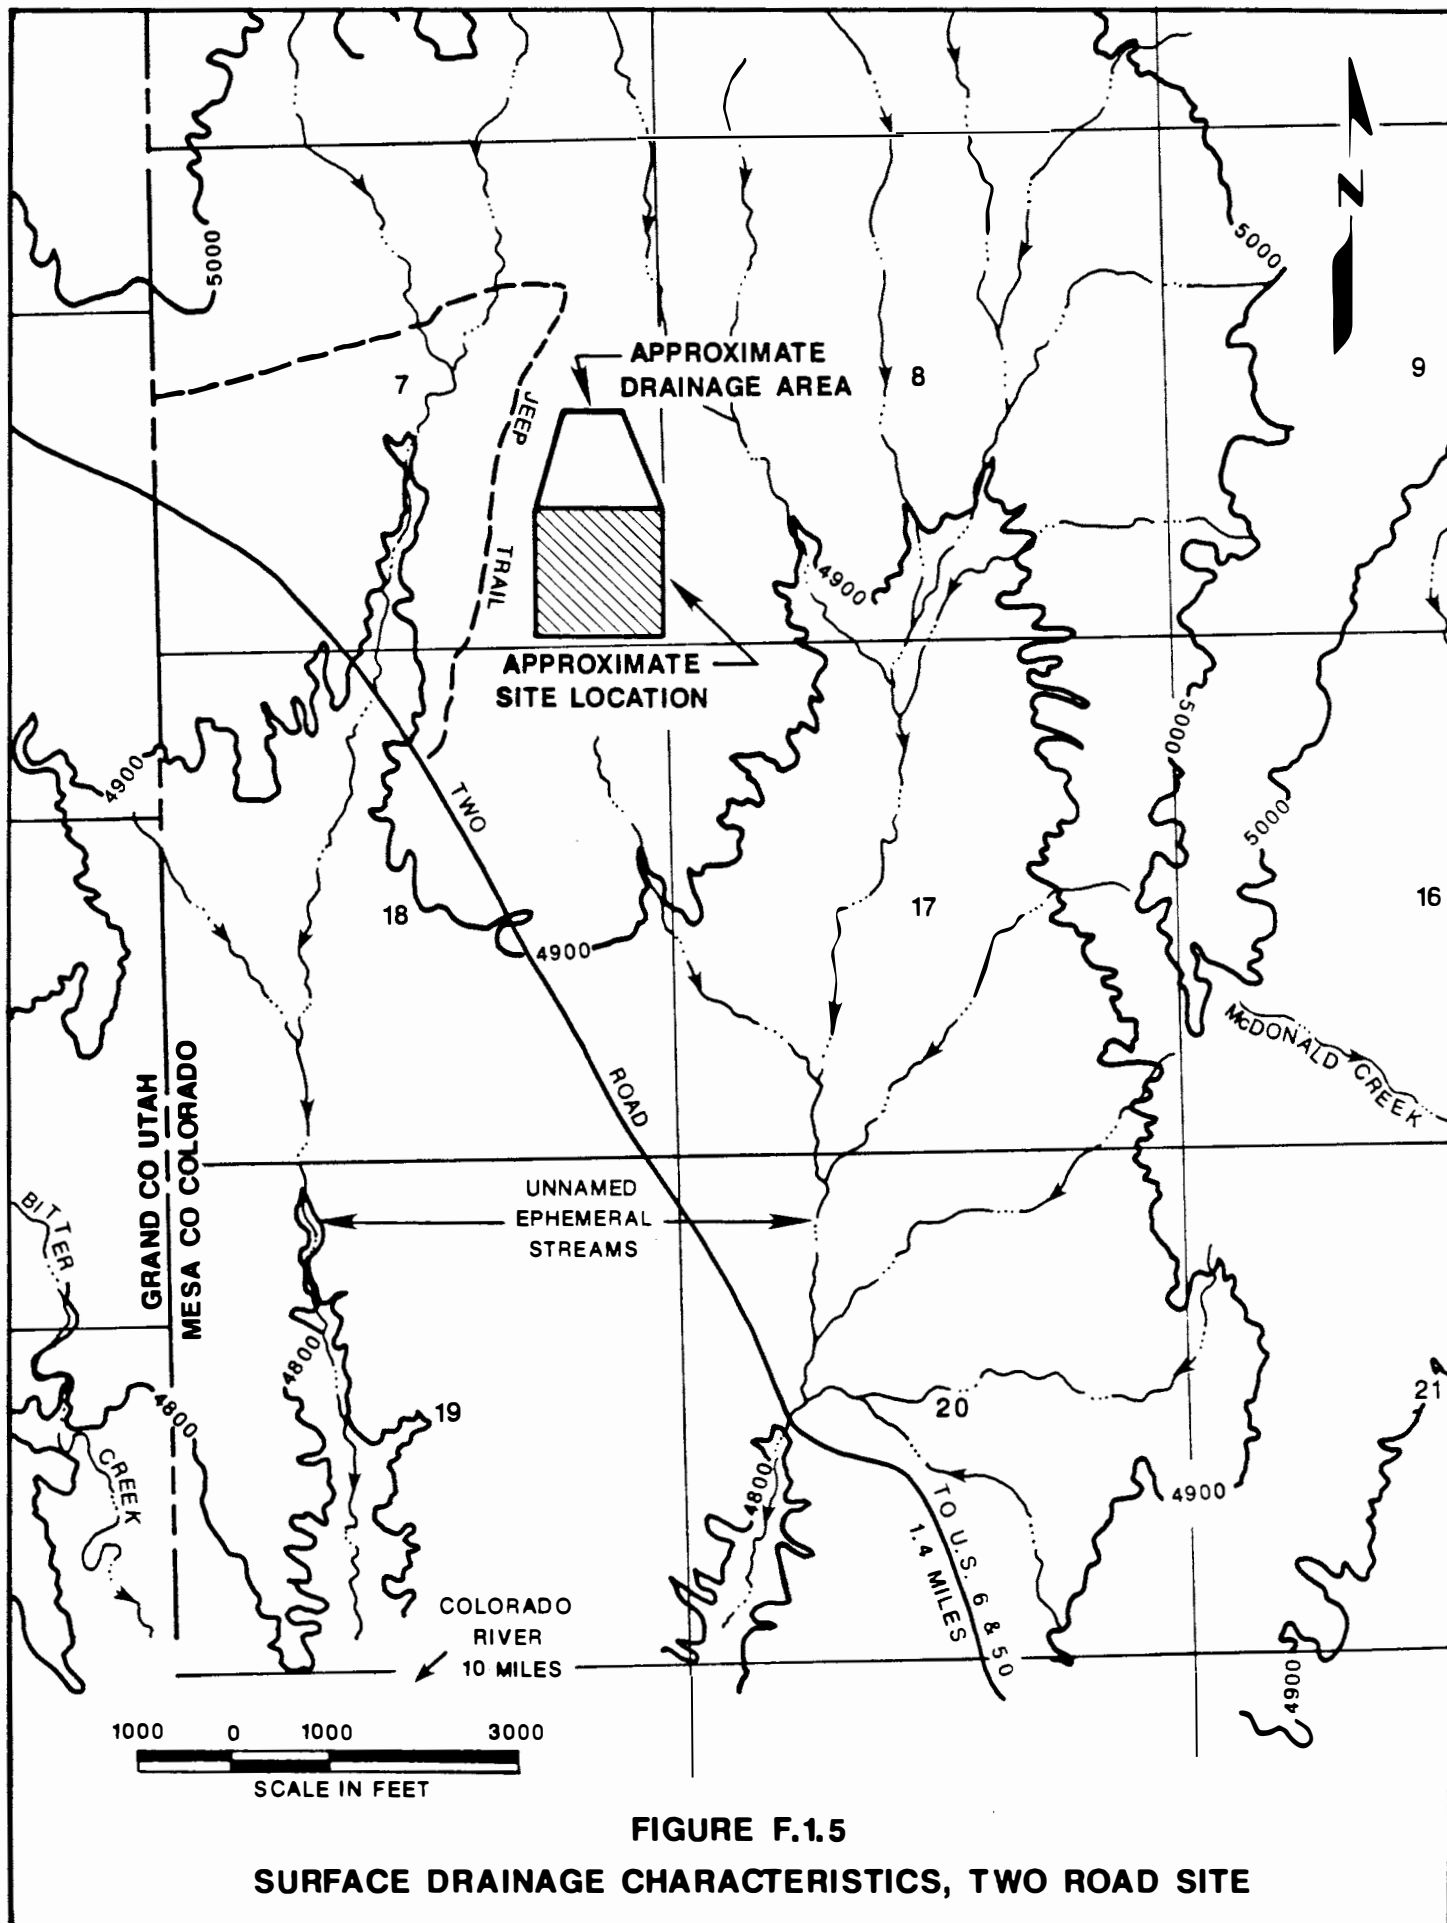 N
5000
5000
APPROXIMATE
DRAINAGE AREA
7
8
9
JEEP
TRAIL
4900
APPROXIMATE
SITE LOCATION
5000
4900
TWO
5000
18
17
16
4900
McDONALD CREEK
ROAD
GRAND CO UTAH
MESA CO COLORADO
UNNAMED
EPHEMERAL
STREAMS
BITTER
CREEK
4800
4800
19
20
21
4800
4900
TO U.S. 6 & 50
1.4 MILES
COLORADO
RIVER
10 MILES
4900
1000 0 1000 3000
SCALE IN FEET
FIGURE F.1.5
SURFACE DRAINAGE CHARACTERISTICS, TWO ROAD SITE